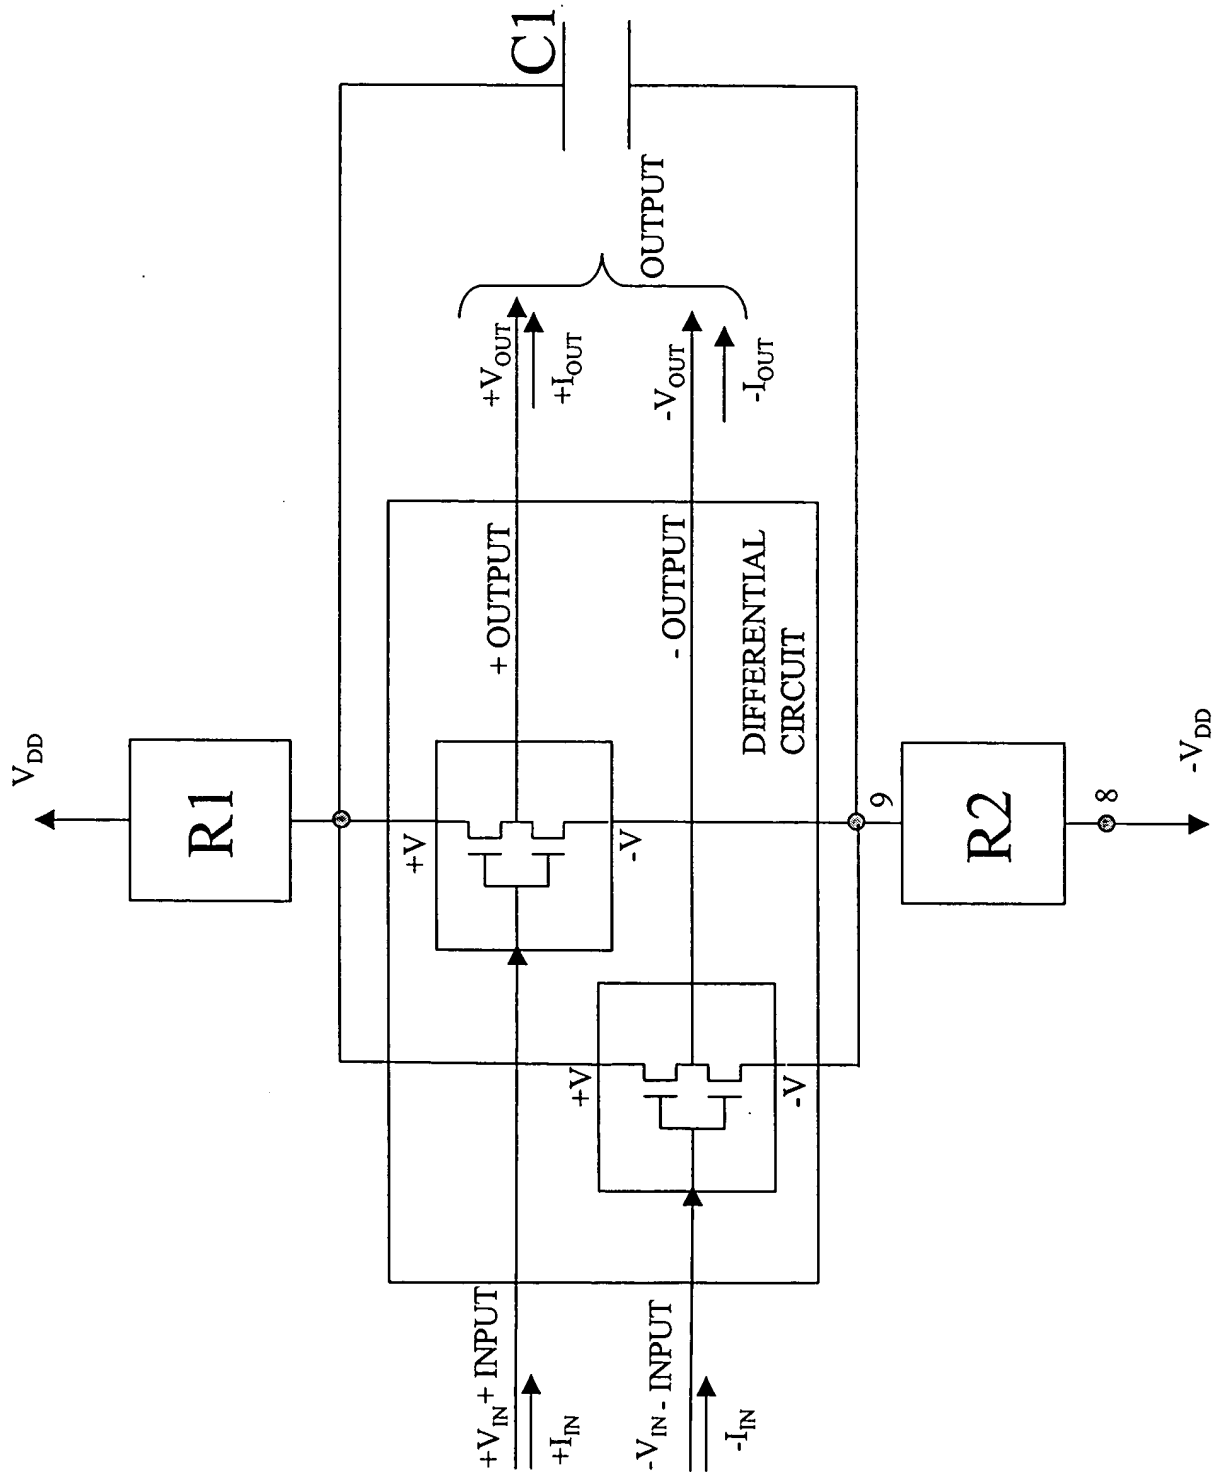 V_DD
R1
C1
+V
-V
+V
-V
+ OUTPUT
- OUTPUT
+V_OUT
+I_OUT
-V_OUT
-I_OUT
OUTPUT
DIFFERENTIAL
CIRCUIT
+V_IN + INPUT
+I_IN
-V_IN - INPUT
-I_IN
9
R2
8
-V_DD